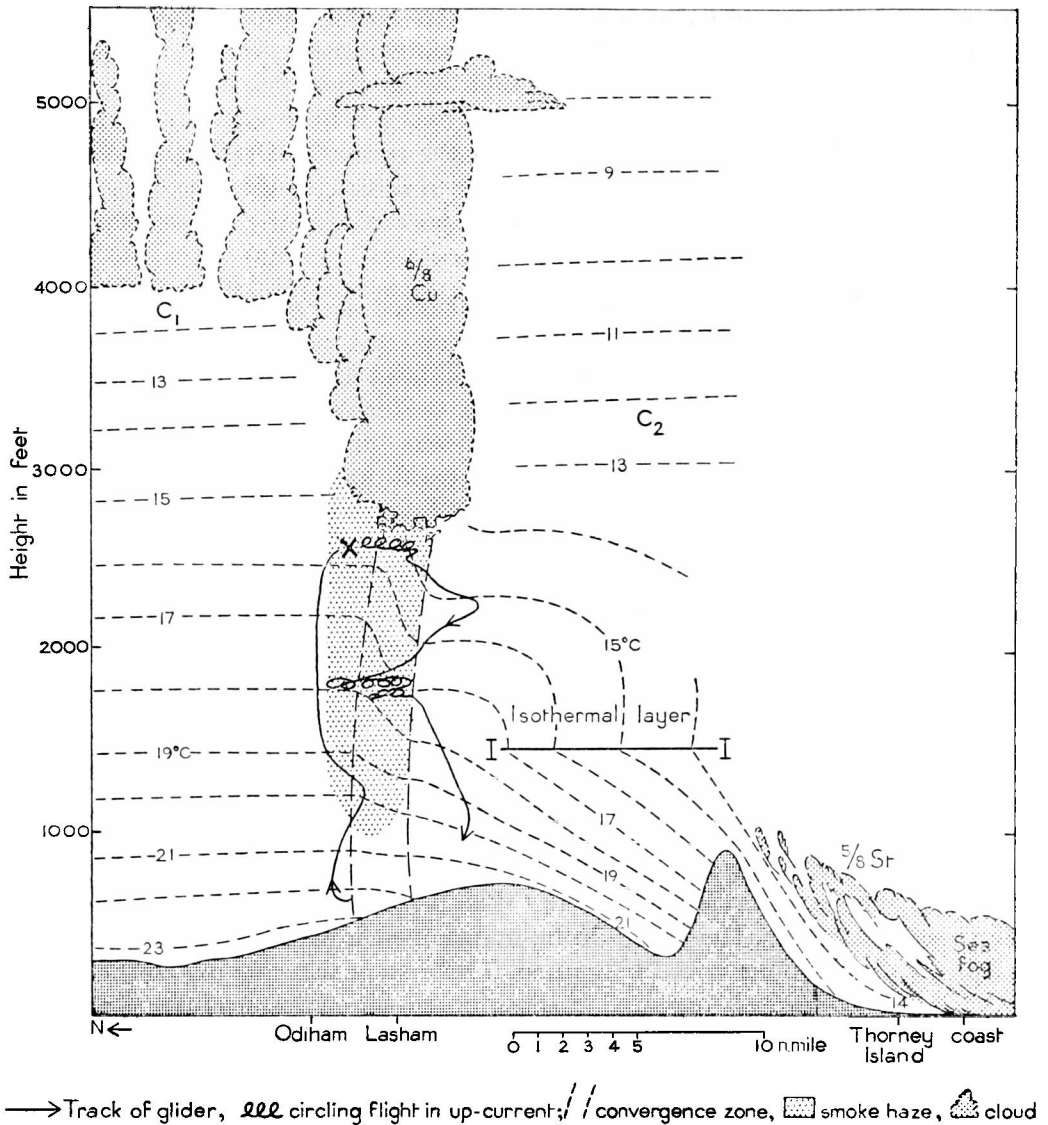 5000
9
6/8
Cu
4000
C1
11
13
C2
3000
13
15
X
Height in feet
17
2000
15°C
Isothermal layer
I I
19°C
17
1000
21
5/8 St
19
21
23
Sea
fog
14
N←
Odiham Lasham
0 1 2 3 4 5 10 n.mile
Thorney
Island
coast
Track of glider, circling flight in up-current; convergence zone, smoke haze, cloud